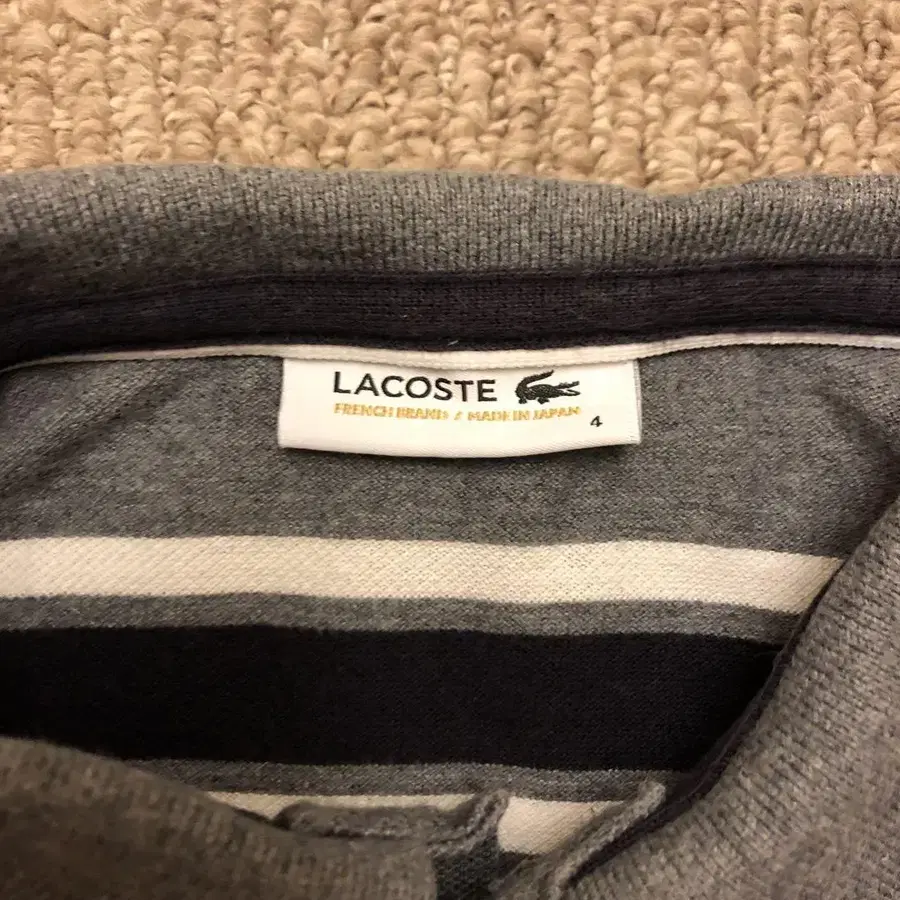 LACOSTE
FRENCH BRAND / MADE IN JAPAN
4